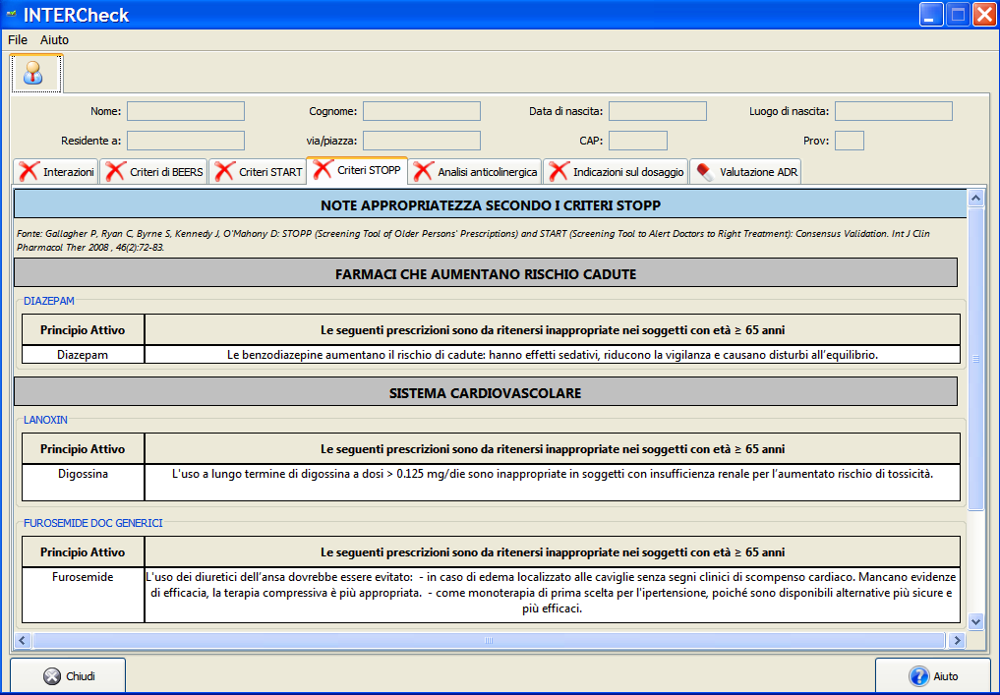 INTERCheck
File Aiuto
Nome: Cognome: Data di nascita: Luogo di nascita:
Residente a: via/piazza: CAP: Prov:
Interazioni Criteri di BEERS Criteri START Criteri STOPP Analisi anticolinergica Indicazioni sul dosaggio Valutazione ADR
NOTE APPROPRIATEZZA SECONDO I CRITERI STOPP
Fonte: Gallagher P, Ryan C, Byrne S, Kennedy J, O'Mahony D: STOPP (Screening Tool of Older Persons' Prescriptions) and START (Screening Tool to Alert Doctors to Right Treatment): Consensus Validation. Int J Clin
Pharmacol Ther 2008 , 46(2):72-83.
FARMACI CHE AUMENTANO RISCHIO CADUTE
DIAZEPAM
Principio Attivo Le seguenti prescrizioni sono da ritenersi inappropriate nei soggetti con età ≥ 65 anni
Diazepam Le benzodiazepine aumentano il rischio di cadute: hanno effetti sedativi, riducono la vigilanza e causano disturbi all'equilibrio.
SISTEMA CARDIOVASCOLARE
LANOXIN
Principio Attivo Le seguenti prescrizioni sono da ritenersi inappropriate nei soggetti con età ≥ 65 anni
Digossina L'uso a lungo termine di digossina a dosi > 0.125 mg/die sono inappropriate in soggetti con insufficienza renale per l'aumentato rischio di tossicità.
FUROSEMIDE DOC GENERICI
Principio Attivo Le seguenti prescrizioni sono da ritenersi inappropriate nei soggetti con età ≥ 65 anni
Furosemide L'uso dei diuretici dell'ansa dovrebbe essere evitato: - in caso di edema localizzato alle caviglie senza segni clinici di scompenso cardiaco. Mancano evidenze
di efficacia, la terapia compressiva è più appropriata. - come monoterapia di prima scelta per l'ipertensione, poiché sono disponibili alternative più sicure e
più efficaci.
Chiudi Aiuto